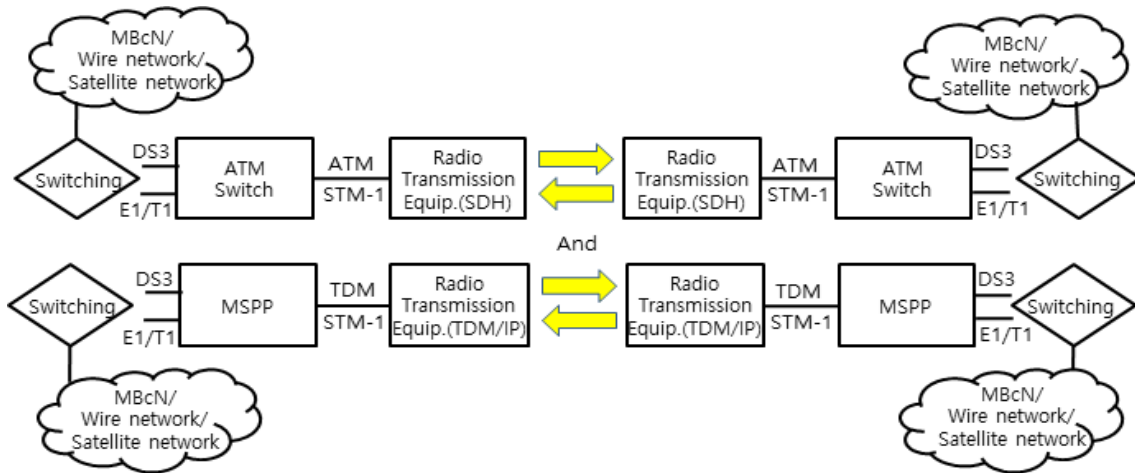 MBcN/
Wire network/
Satellite network
MBcN/
Wire network/
Satellite network
Switching
DS3
E1/T1
ATM
Switch
ATM
STM-1
Radio
Transmission
Equip.(SDH)
Radio
Transmission
Equip.(SDH)
ATM
STM-1
ATM
Switch
DS3
E1/T1
Switching
And
Switching
DS3
E1/T1
MSPP
TDM
STM-1
Radio
Transmission
Equip.(TDM/IP)
Radio
Transmission
Equip.(TDM/IP)
TDM
STM-1
MSPP
DS3
E1/T1
Switching
MBcN/
Wire network/
Satellite network
MBcN/
Wire network/
Satellite network